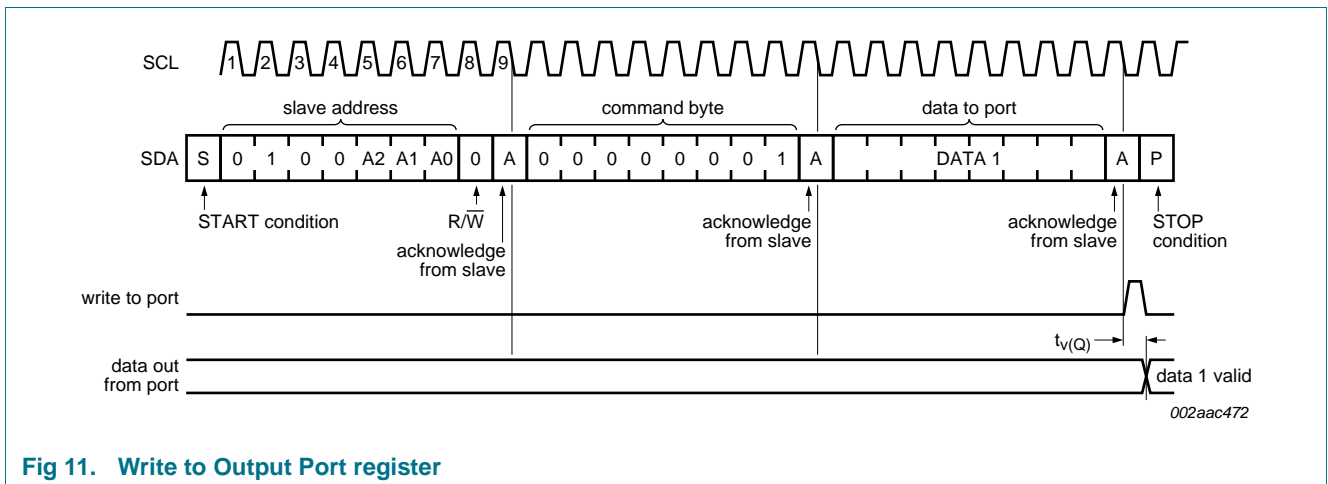 SCL 1 2 3 4 5 6 7 8 9
slave address command byte data to port
SDA S 0 1 0 0 A2 A1 A0 0 A 0 0 0 0 0 0 0 1 A DATA 1 A P
START condition R/W acknowledge from slave acknowledge from slave acknowledge from slave STOP condition
write to port
tv(Q)
data out from port data 1 valid
002aac472
Fig 11. Write to Output Port register